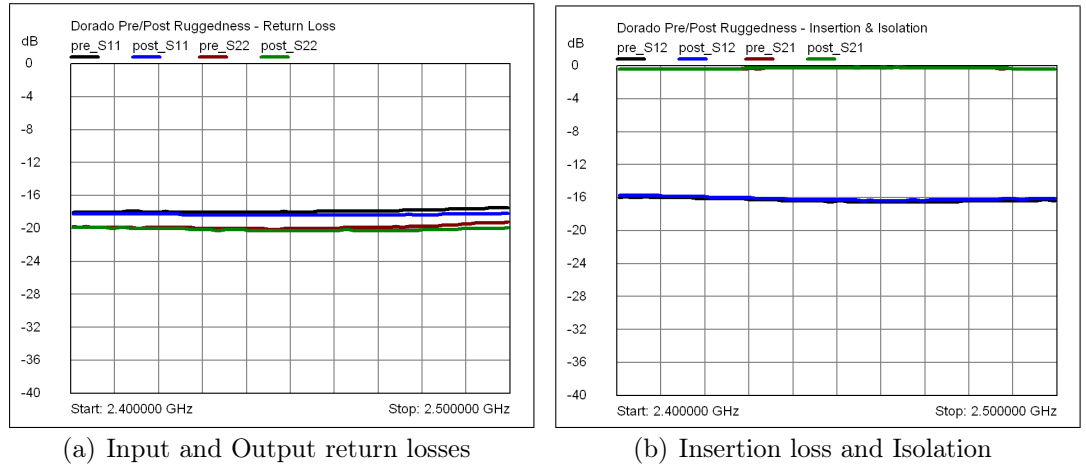 Dorado Pre/Post Ruggedness - Return Loss
dB
pre_S11 post_S11 pre_S22 post_S22
0
-4
-8
-12
-16
-20
-24
-28
-32
-36
-40
Start: 2.400000 GHz Stop: 2.500000 GHz
(a) Input and Output return losses
Dorado Pre/Post Ruggedness - Insertion & Isolation
dB
pre_S12 post_S12 pre_S21 post_S21
0
-4
-8
-12
-16
-20
-24
-28
-32
-36
-40
Start: 2.400000 GHz Stop: 2.500000 GHz
(b) Insertion loss and Isolation